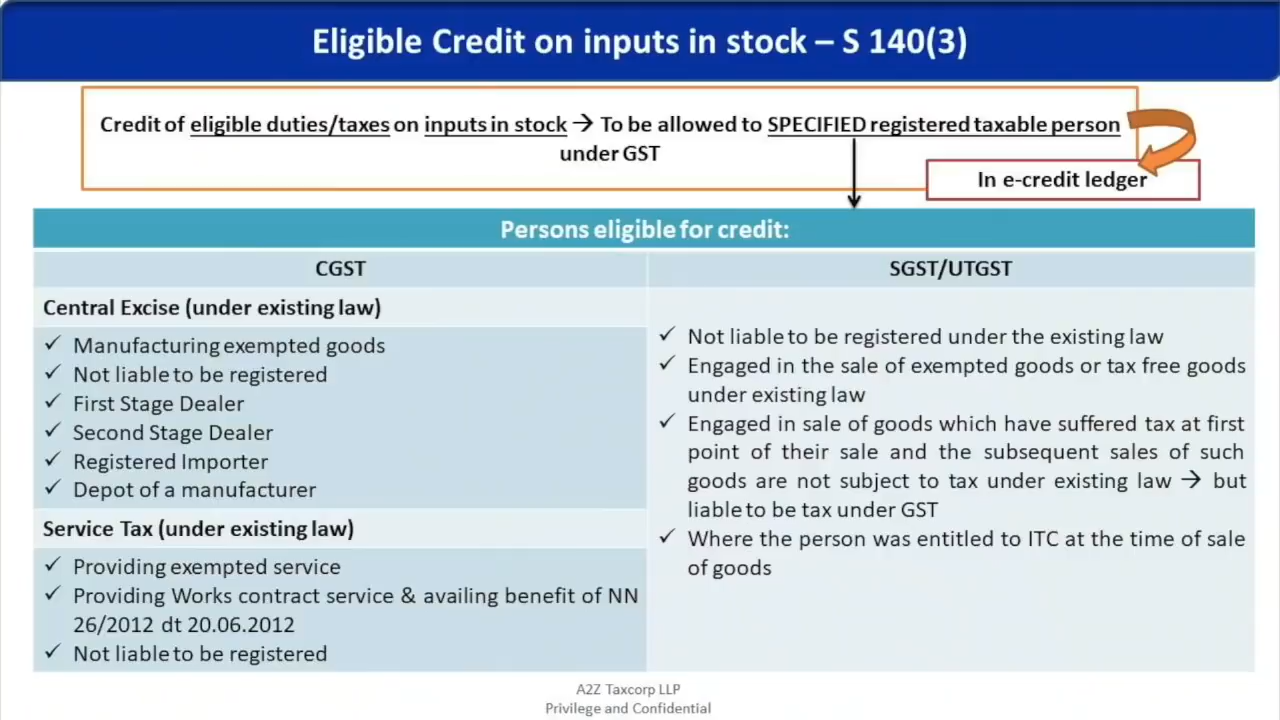 Eligible Credit on inputs in stock – S 140(3)
Credit of eligible duties/taxes on inputs in stock → To be allowed to SPECIFIED registered taxable person
under GST
In e-credit ledger
Persons eligible for credit:
CGST
Central Excise (under existing law)
✓ Manufacturing exempted goods
✓ Not liable to be registered
✓ First Stage Dealer
✓ Second Stage Dealer
✓ Registered Importer
✓ Depot of a manufacturer
Service Tax (under existing law)
✓ Providing exempted service
✓ Providing Works contract service & availing benefit of NN
26/2012 dt 20.06.2012
✓ Not liable to be registered
SGST/UTGST
✓ Not liable to be registered under the existing law
✓ Engaged in the sale of exempted goods or tax free goods
under existing law
✓ Engaged in sale of goods which have suffered tax at first
point of their sale and the subsequent sales of such
goods are not subject to tax under existing law → but
liable to be tax under GST
✓ Where the person was entitled to ITC at the time of sale
of goods
A2Z Taxcorp LLP
Privilege and Confidential